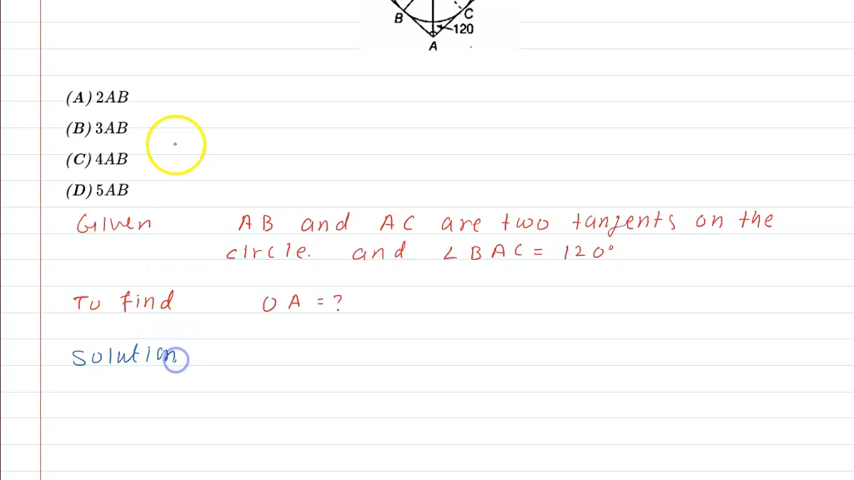 B
C
120
A
(A) 2AB
(B) 3AB
(C) 4AB
(D) 5AB
Given AB and AC are two tangents on the
circle. and ∠BAC = 120°
To find OA = ?
Solution